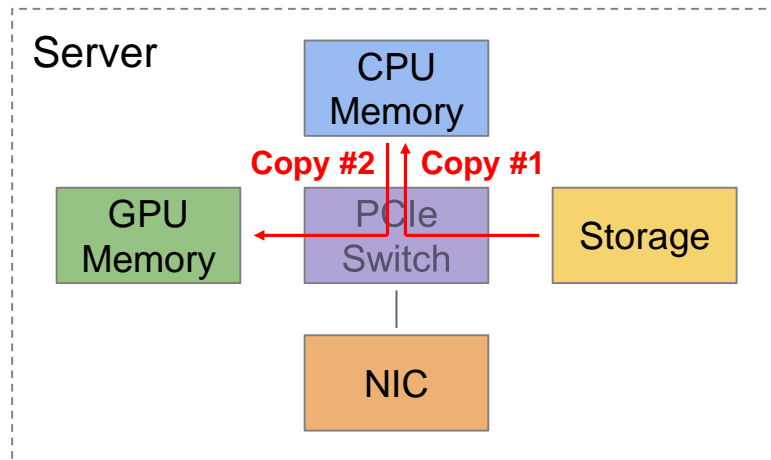 Server
CPU
Memory
Copy #2
Copy #1
GPU
Memory
PCIe
Switch
Storage
NIC